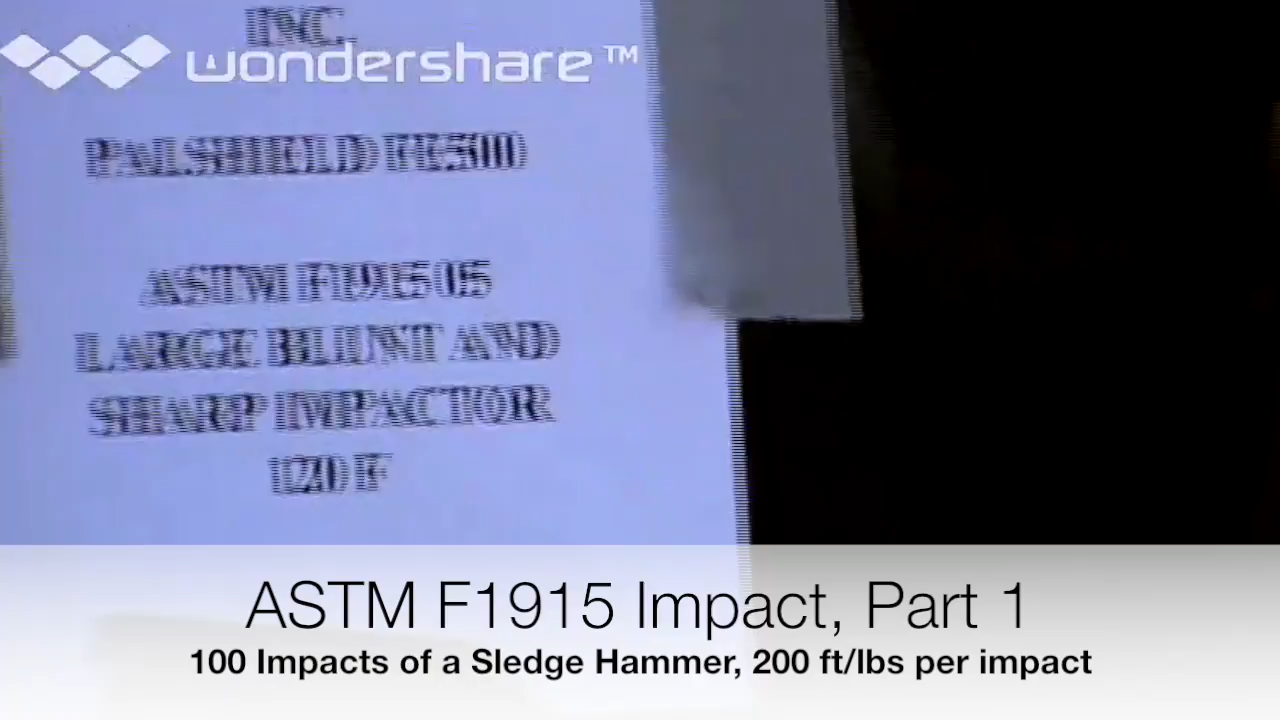 INC.
wondershare™
PALSHIELD FE500
ASTM F1915 05
LARGE BLUNT AND
SHARP IMPACTOR
120 F
ASTM F1915 Impact, Part 1
100 Impacts of a Sledge Hammer, 200 ft/lbs per impact